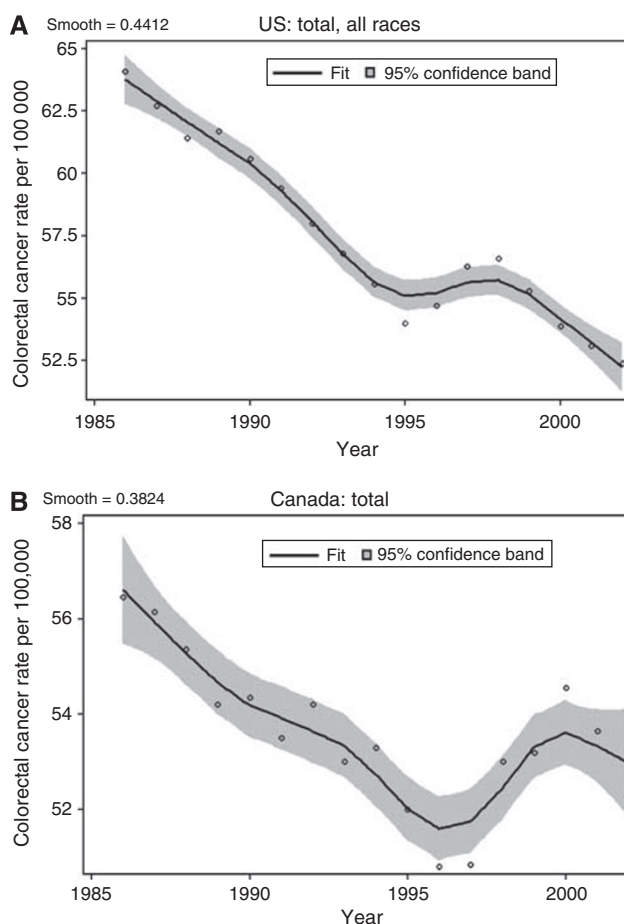 A Smooth = 0.4412 US: total, all races
Fit 95% confidence band
Colorectal cancer rate per 100 000
65
62.5
60
57.5
55
52.5
1985 1990 1995 2000
Year
B Smooth = 0.3824 Canada: total
Fit 95% confidence band
Colorectal cancer rate per 100,000
58
56
54
52
1985 1990 1995 2000
Year